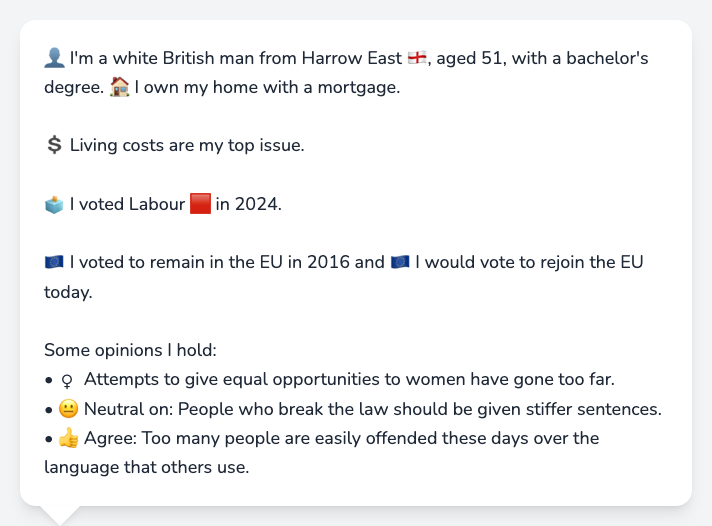 👤 I'm a white British man from Harrow East 🏴󠁧󠁢󠁥󠁮󠁧󠁿, aged 51, with a bachelor's
degree. 🏠 I own my home with a mortgage.
💲 Living costs are my top issue.
🗳️ I voted Labour 🟥 in 2024.
🇪🇺 I voted to remain in the EU in 2016 and 🇪🇺 I would vote to rejoin the EU
today.
Some opinions I hold:
• ♀ Attempts to give equal opportunities to women have gone too far.
• 😐 Neutral on: People who break the law should be given stiffer sentences.
• 👍 Agree: Too many people are easily offended these days over the
language that others use.